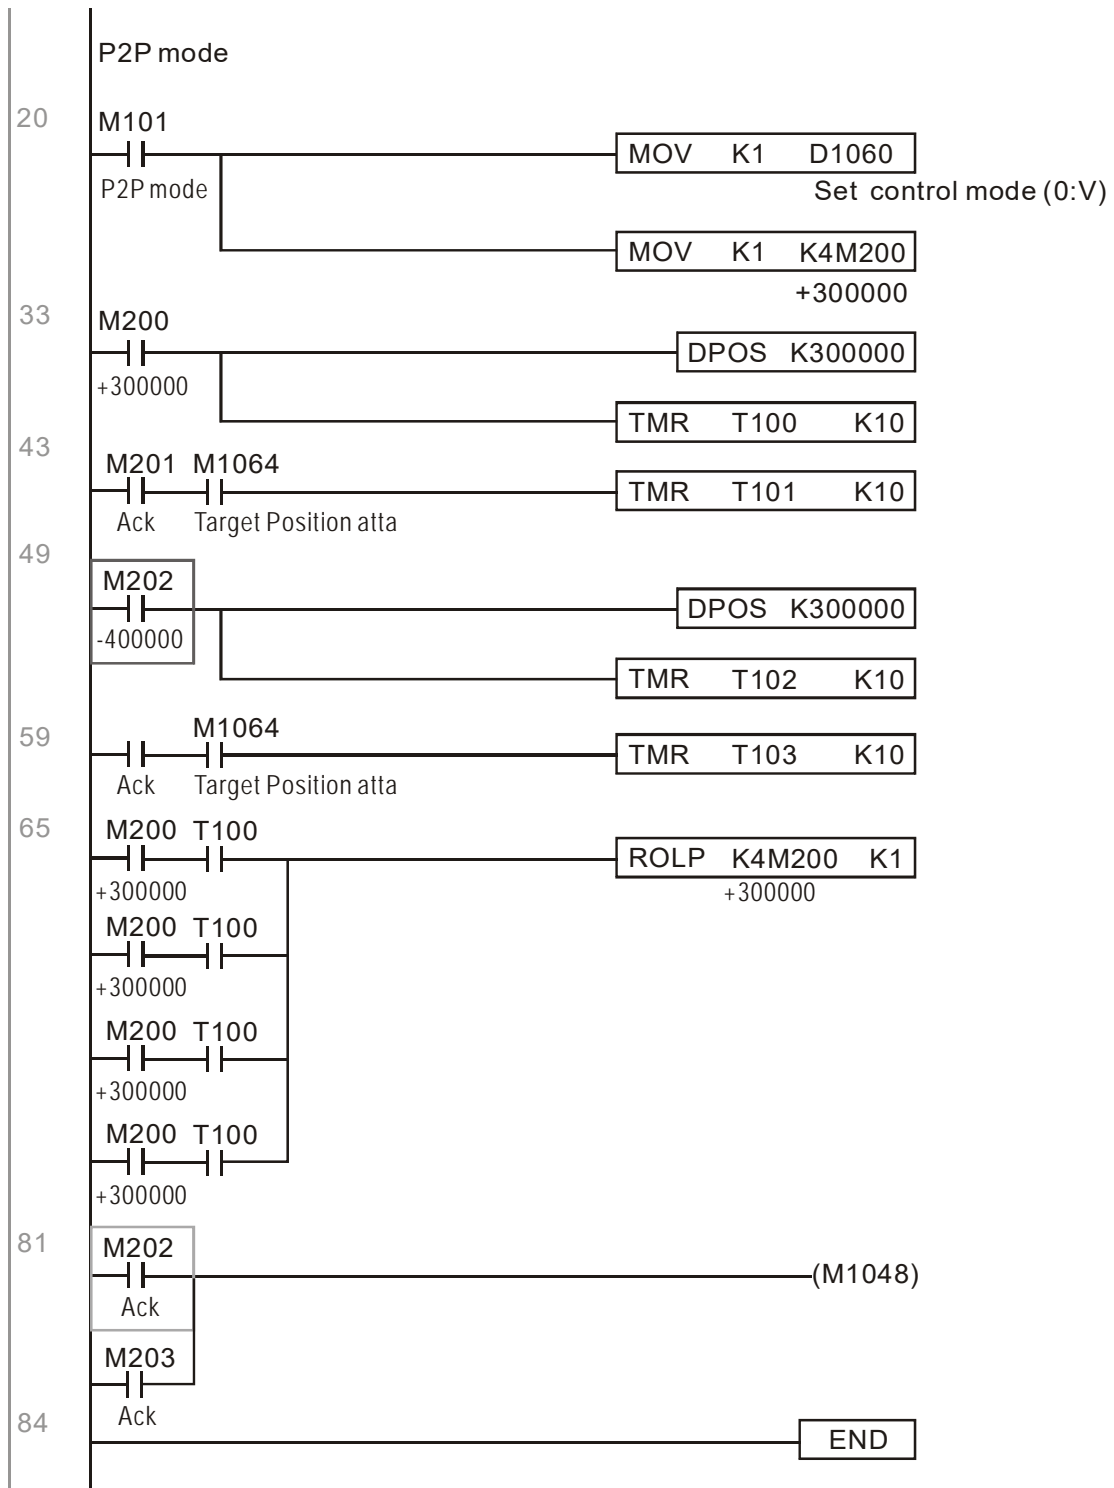 P2P mode
20
M101
MOV K1 D1060
P2P mode
Set control mode (0:V)
MOV K1 K4M200
+300000
33
M200
DPOS K300000
+300000
TMR T100 K10
43
M201 M1064
TMR T101 K10
Ack Target Position atta
49
M202
DPOS K300000
-400000
TMR T102 K10
59
M1064
TMR T103 K10
Ack Target Position atta
65
M200 T100
ROLP K4M200 K1
+300000 +300000
M200 T100
+300000
M200 T100
+300000
M200 T100
+300000
81
M202
(M1048)
Ack
M203
Ack
84
END